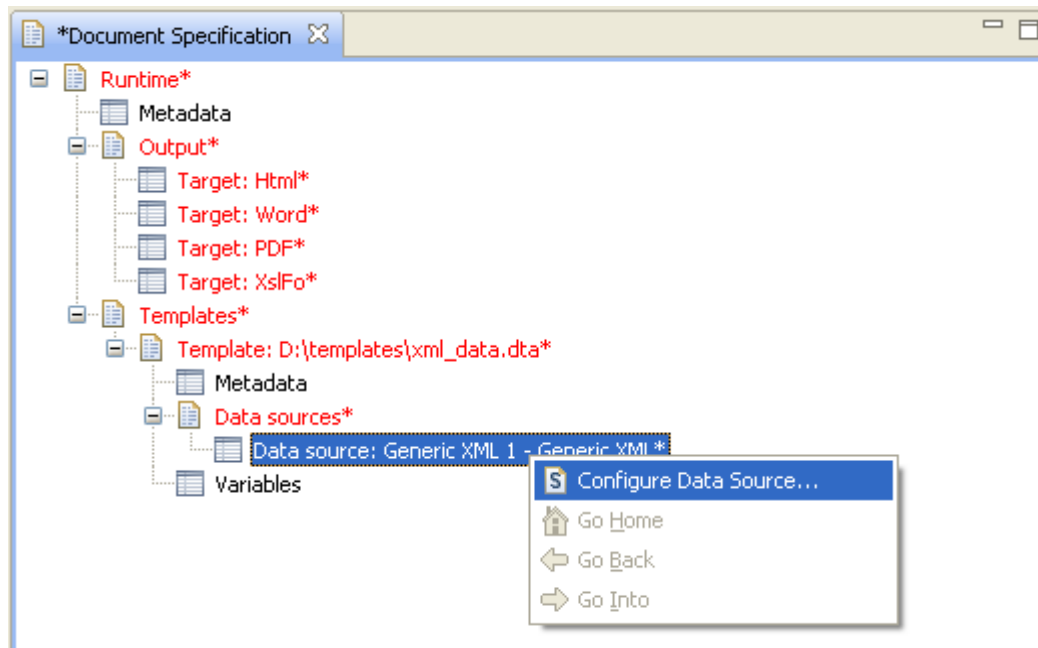 *Document Specification
Runtime*
Metadata
Output*
Target: Html*
Target: Word*
Target: PDF*
Target: XslFo*
Templates*
Template: D:\templates\xml_data.dta*
Metadata
Data sources*
Data source: Generic XML 1 - Generic XML*
Variables
Configure Data Source...
Go Home
Go Back
Go Into